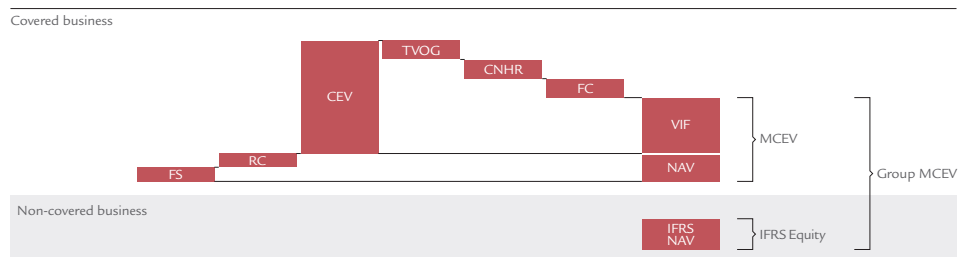 Covered business
TVOG
CNHR
CEV
FC
VIF
MCEV
RC
NAV
FS
Group MCEV
Non-covered business
IFRS
NAV
IFRS Equity